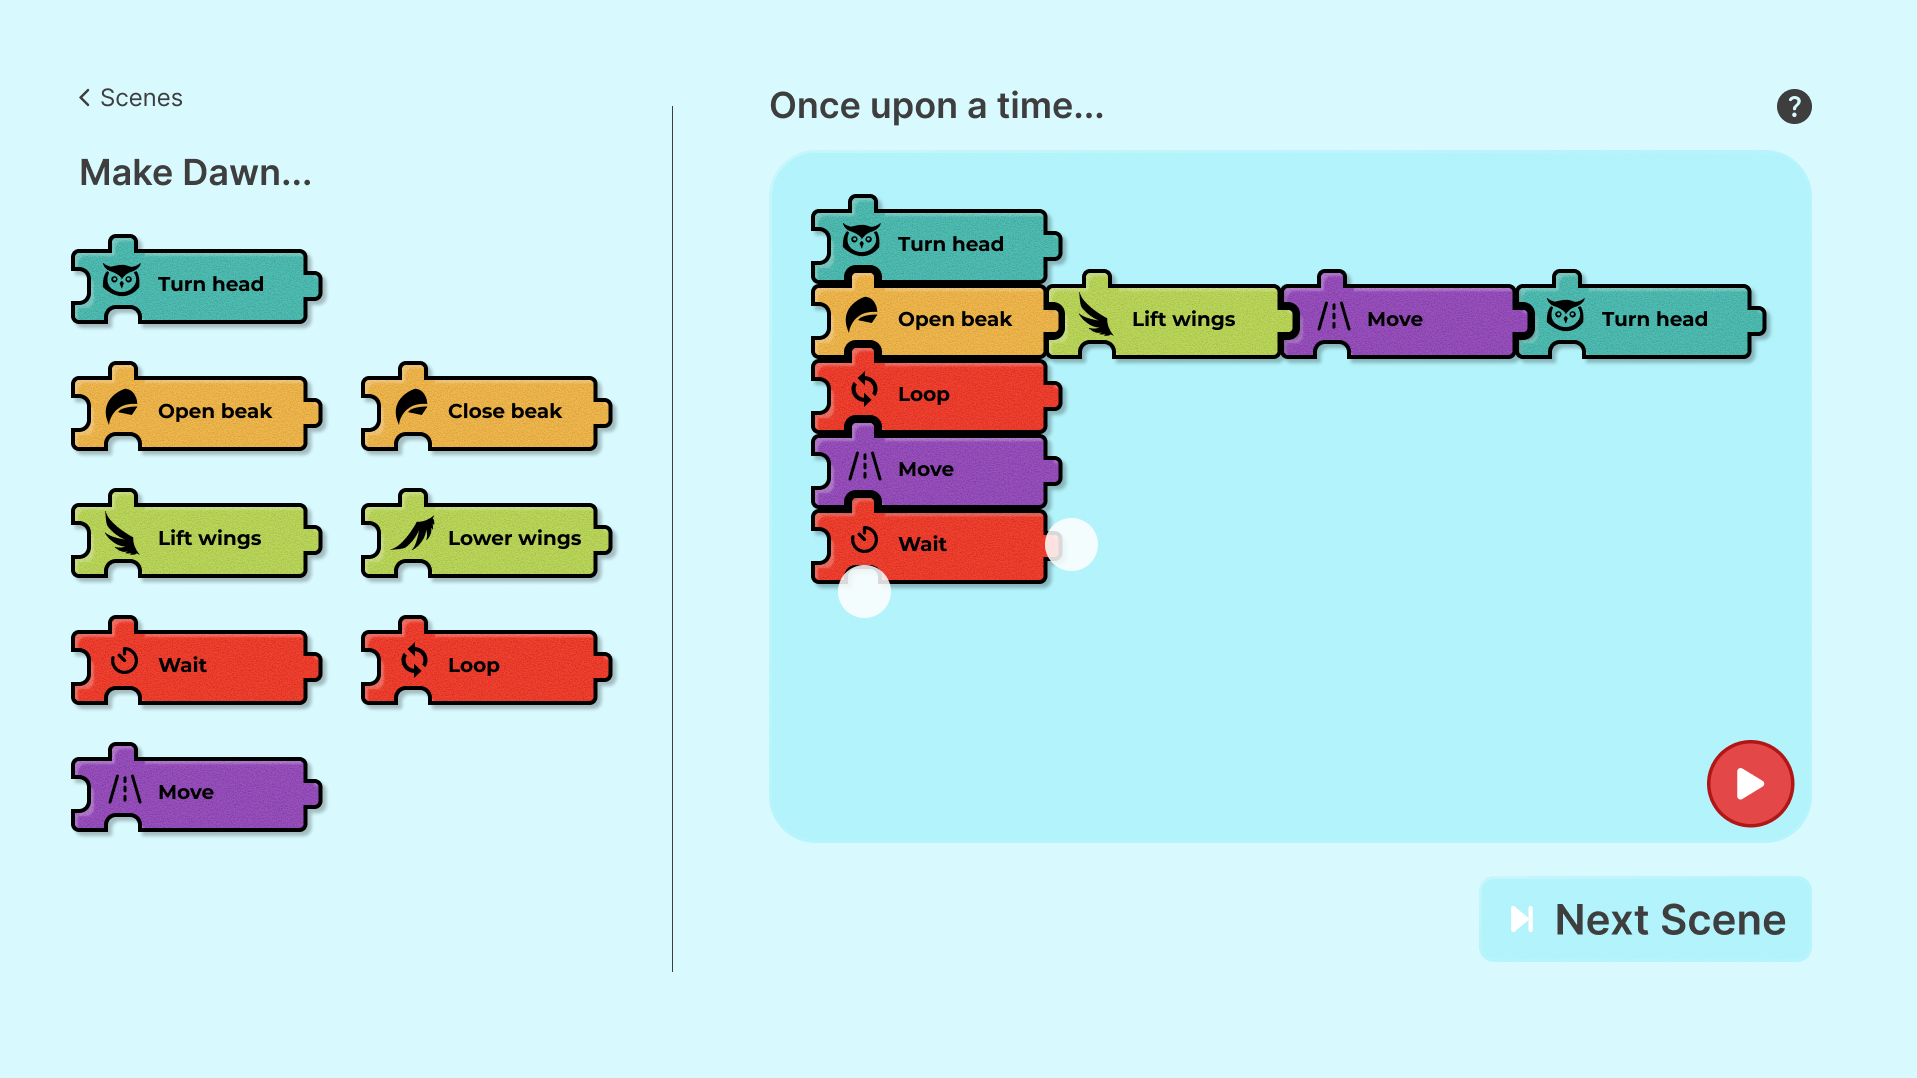 Scenes
Make Dawn...
Turn head
Open beak
Close beak
Lift wings
Lower wings
Wait
Loop
Move
Once upon a time...
?
Turn head
Open beak
Lift wings
Move
Turn head
Loop
Move
Wait
Next Scene